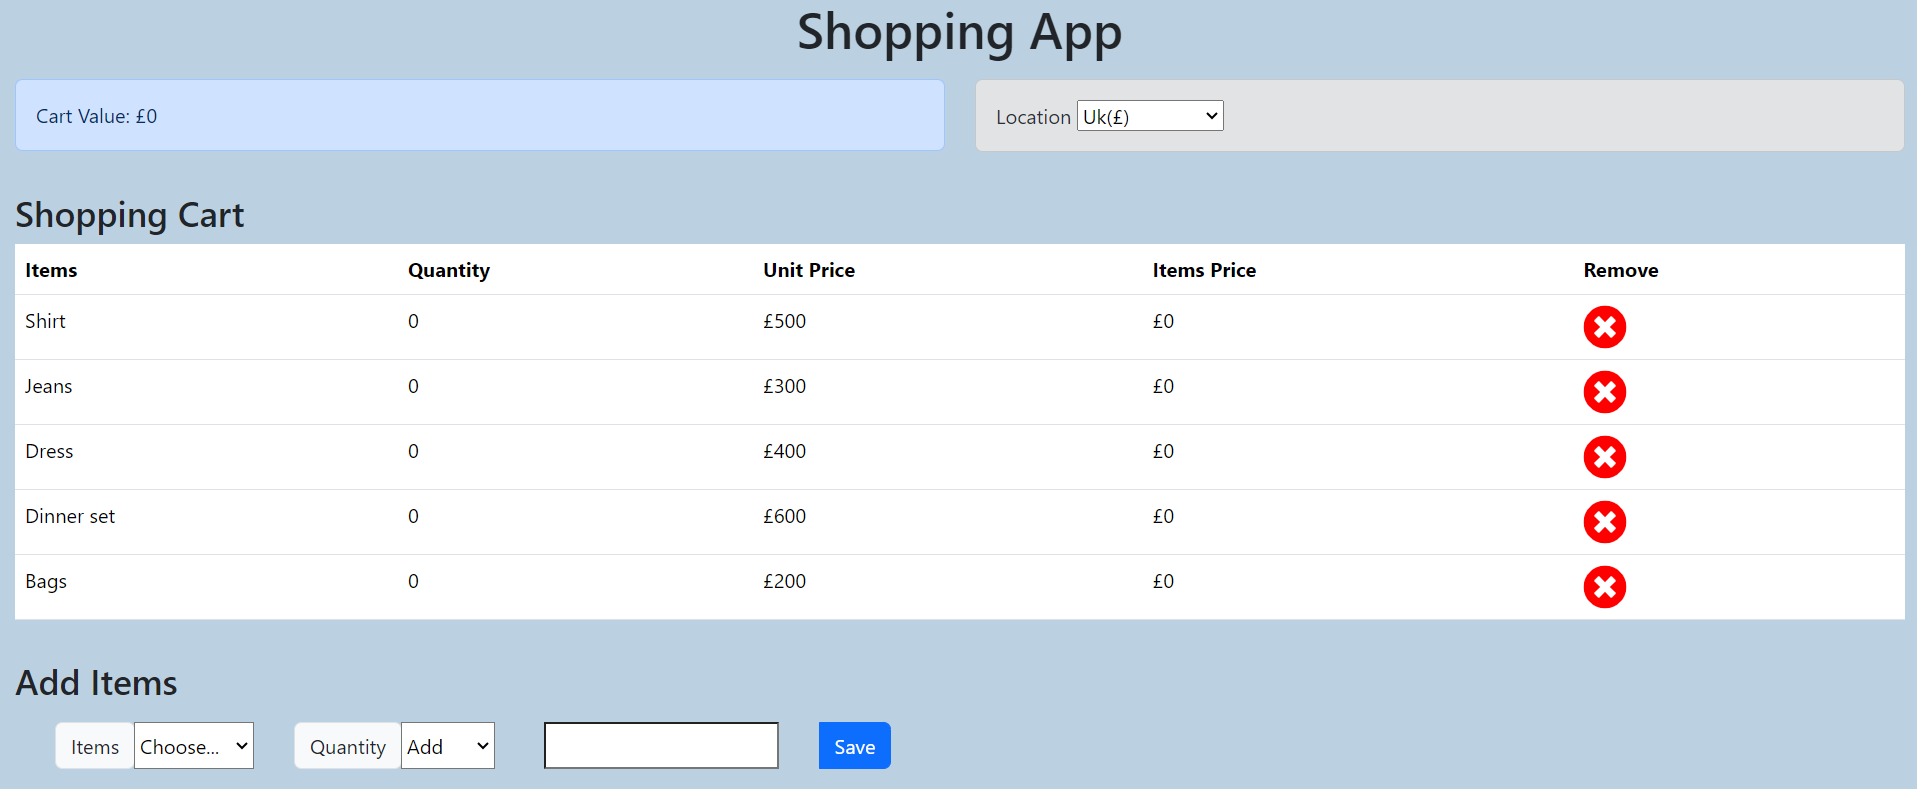 Shopping App
Cart Value: £0
Location Uk(£)
Shopping Cart
Items Quantity Unit Price Items Price Remove
Shirt 0 £500 £0
Jeans 0 £300 £0
Dress 0 £400 £0
Dinner set 0 £600 £0
Bags 0 £200 £0
Add Items
Items Choose... Quantity Add Save